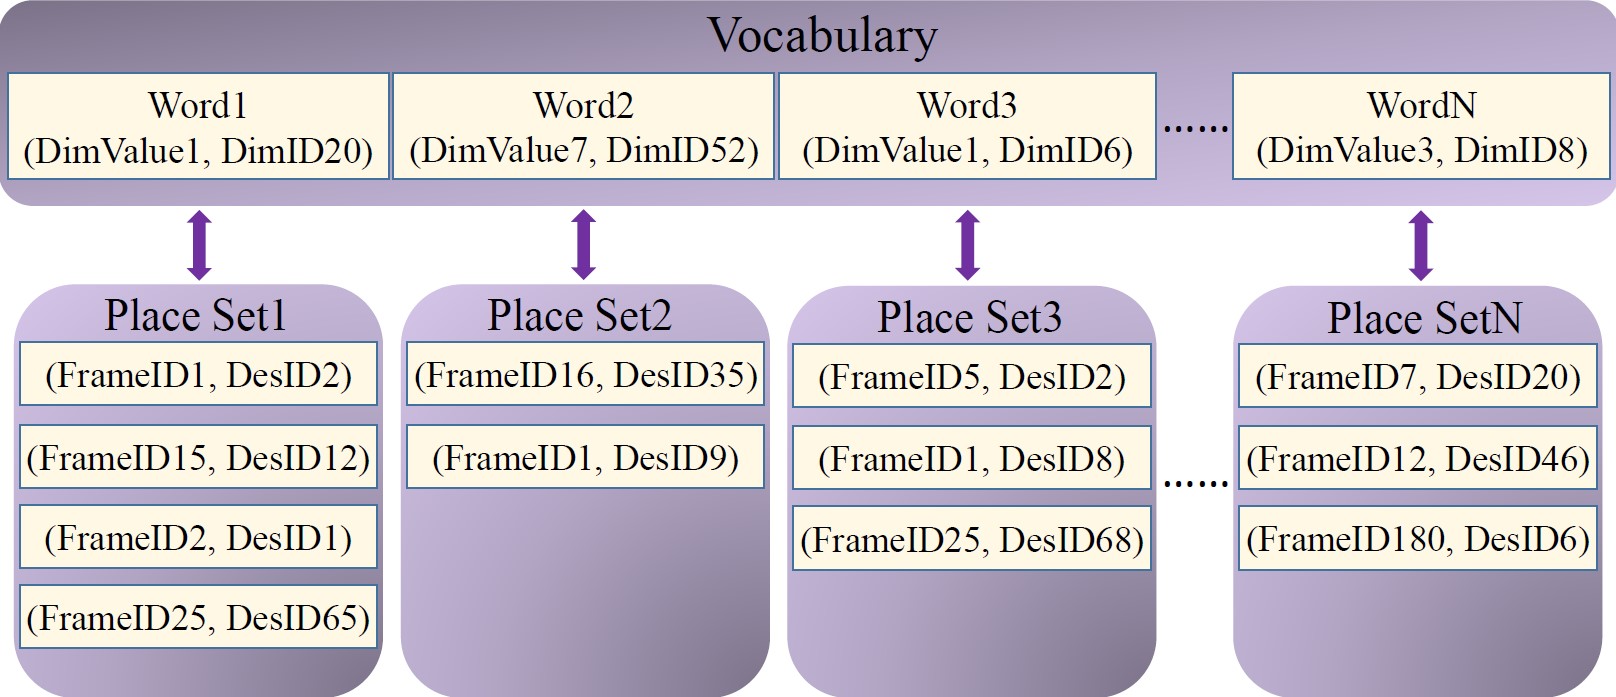 Vocabulary
Word1
(DimValue1, DimID20)
Word2
(DimValue7, DimID52)
Word3
(DimValue1, DimID6)
......
WordN
(DimValue3, DimID8)
Place Set1
(FrameID1, DesID2)
(FrameID15, DesID12)
(FrameID2, DesID1)
(FrameID25, DesID65)
Place Set2
(FrameID16, DesID35)
(FrameID1, DesID9)
Place Set3
(FrameID5, DesID2)
(FrameID1, DesID8)
(FrameID25, DesID68)
......
Place SetN
(FrameID7, DesID20)
(FrameID12, DesID46)
(FrameID180, DesID6)